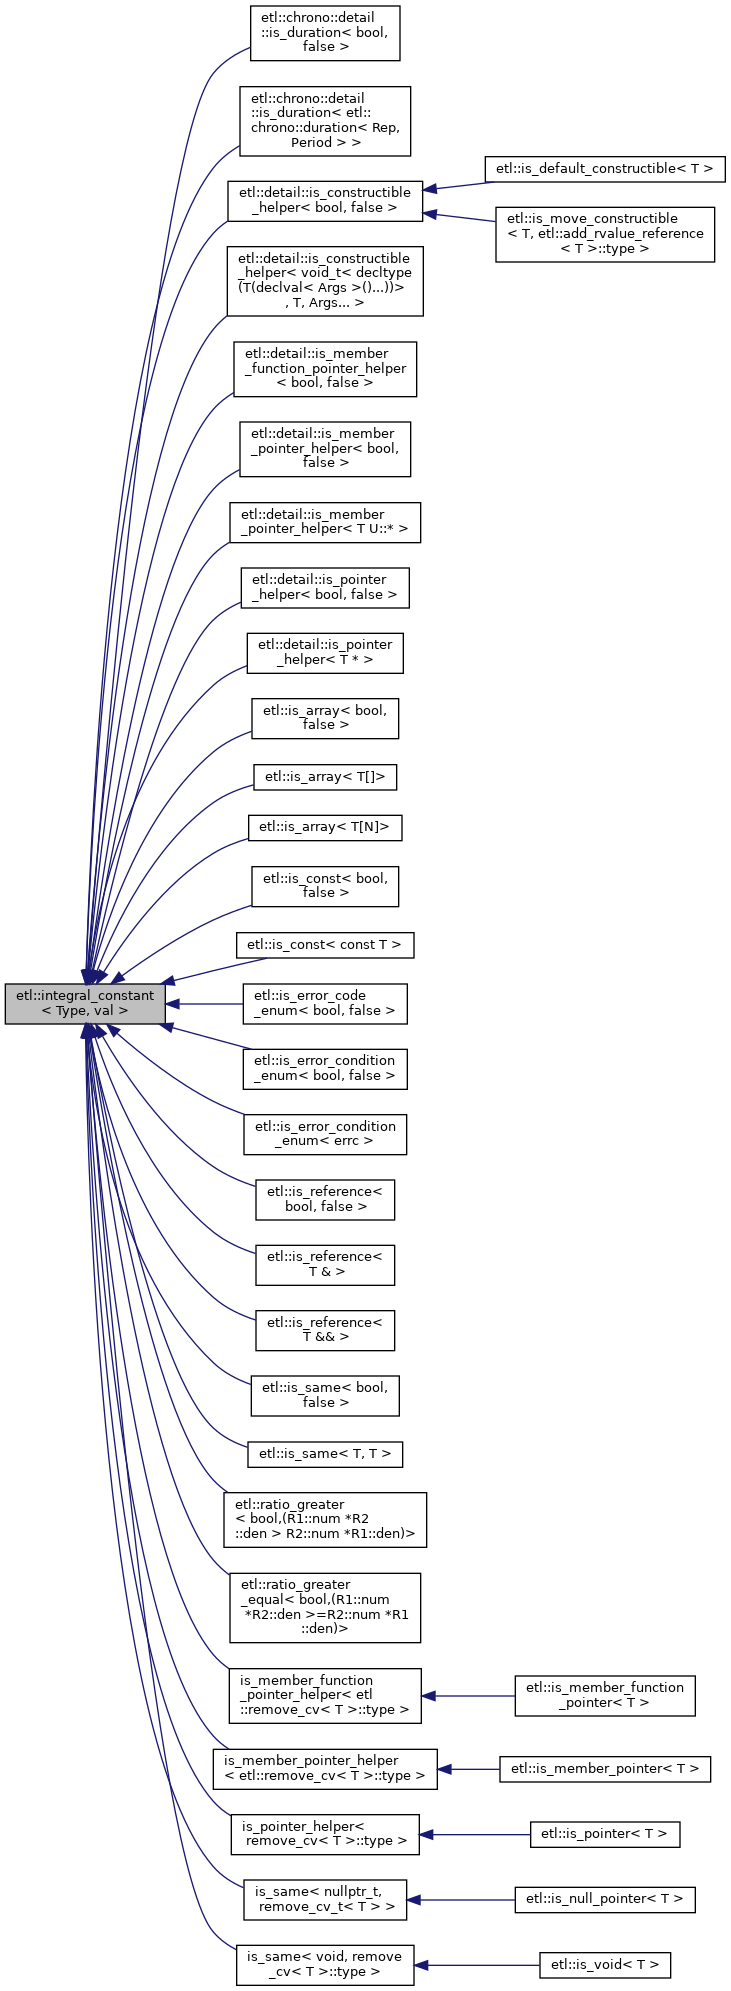 etl::chrono::detail
::is_duration< bool,
false >
etl::chrono::detail
::is_duration< etl::
chrono::duration< Rep,
Period > >
etl::detail::is_constructible
_helper< bool, false >
etl::is_default_constructible< T >
etl::is_move_constructible
< T, etl::add_rvalue_reference
< T >::type >
etl::detail::is_constructible
_helper< void_t< decltype
(T(declval< Args >()...))>
, T, Args... >
etl::detail::is_member
_function_pointer_helper
< bool, false >
etl::detail::is_member
_pointer_helper< bool,
false >
etl::detail::is_member
_pointer_helper< T U::* >
etl::detail::is_pointer
_helper< bool, false >
etl::detail::is_pointer
_helper< T * >
etl::is_array< bool,
false >
etl::is_array< T[]>
etl::is_array< T[N]>
etl::is_const< bool,
false >
etl::is_const< const T >
etl::integral_constant
< Type, val >
etl::is_error_code
_enum< bool, false >
etl::is_error_condition
_enum< bool, false >
etl::is_error_condition
_enum< errc >
etl::is_reference<
bool, false >
etl::is_reference<
T & >
etl::is_reference<
T && >
etl::is_same< bool,
false >
etl::is_same< T, T >
etl::ratio_greater
< bool,(R1::num *R2
::den > R2::num *R1::den)>
etl::ratio_greater
_equal< bool,(R1::num
*R2::den >=R2::num *R1
::den)>
is_member_function
_pointer_helper< etl
::remove_cv< T >::type >
etl::is_member_function
_pointer< T >
is_member_pointer_helper
< etl::remove_cv< T >::type >
etl::is_member_pointer< T >
is_pointer_helper<
remove_cv< T >::type >
etl::is_pointer< T >
is_same< nullptr_t,
remove_cv_t< T > >
etl::is_null_pointer< T >
is_same< void, remove
_cv< T >::type >
etl::is_void< T >